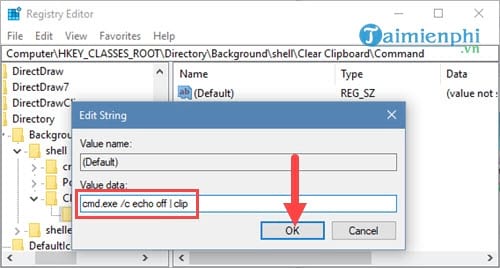 Registry Editor
File Edit View Favorites Help
Computer\HKEY_CLASSES_ROOT\Directory\Background\shell\Clear Clipboard\Command
Taimienphi
.vn
DirectDraw
DirectDraw7
DirectDrawCli
Directory
Backgrou
shell
cm
Po
Cl
shelle
DefaultIc
Name Type Data
(Default) REG_SZ (value not s
Edit String
Value name:
(Default)
Value data:
cmd.exe /c echo off | clip
OK Cancel